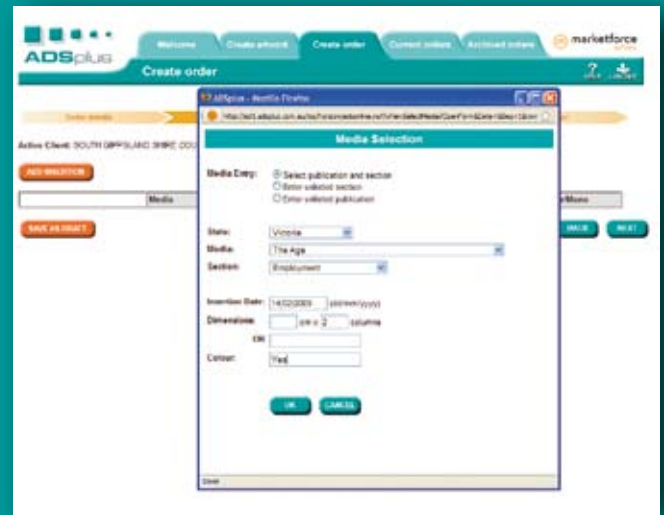 ADSplus
Welcome Create artwork Create order Current orders Archived orders
marketforce
Create order
ADSplus - Mozilla Firefox
Media Selection
Active Client: SOUTH GIPPSLAND SHIRE COU
ADD INSERTION
Media
SAVE AS DRAFT
BACK NEXT
Media Entry: Select publication and section
Enter unlisted section
Enter unlisted publication
State: Victoria
Media: The Age
Section: Employment
Insertion Date: 14/02/2009 (dd/mm/yyyy)
Dimensions: cm x 2 columns
OR
Colour: Yes
OK CANCEL
Done